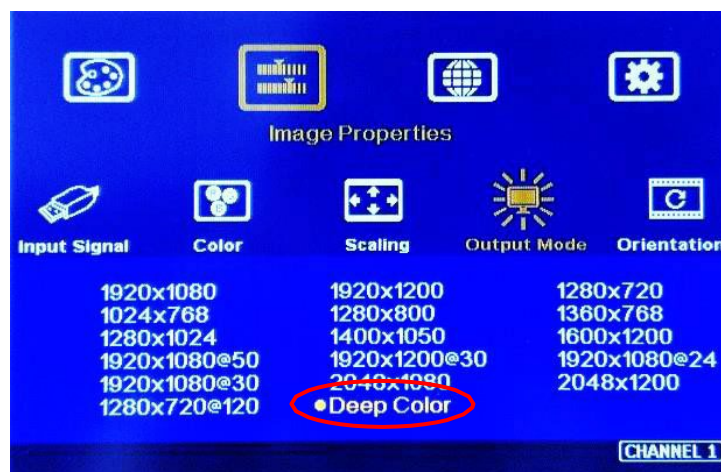 Image Properties
Input Signal Color Scaling Output Mode Orientation
1920x1080 1920x1200 1280x720
1024x768 1280x800 1360x768
1280x1024 1400x1050 1600x1200
1920x1080@50 1920x1200@30 1920x1080@24
1920x1080@30 2048x1080 2048x1200
1280x720@120 Deep Color
CHANNEL 1